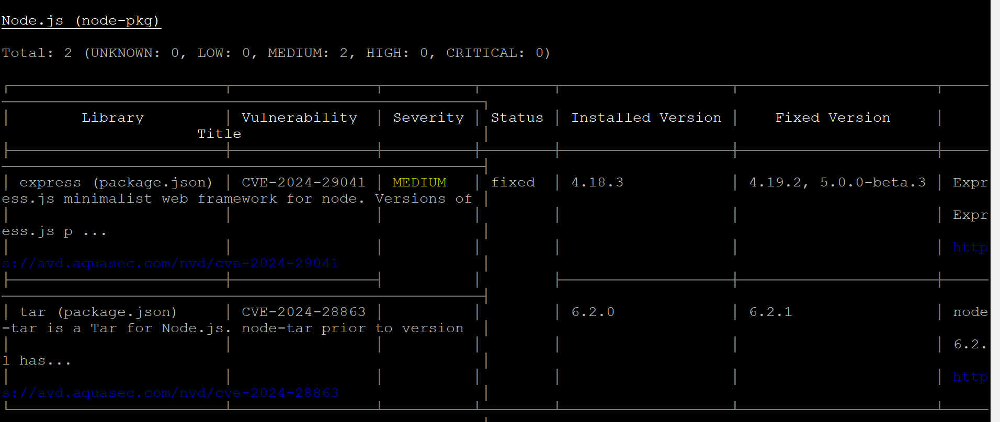 Node.js (node-pkg)
Total: 2 (UNKNOWN: 0, LOW: 0, MEDIUM: 2, HIGH: 0, CRITICAL: 0)
Library Vulnerability Severity Status Installed Version Fixed Version
Title
express (package.json) CVE-2024-29041 MEDIUM fixed 4.18.3 4.19.2, 5.0.0-beta.3 Expr
ess.js minimalist web framework for node. Versions of
Expr
ess.js p ...
http
s://avd.aquasec.com/nvd/cve-2024-29041
tar (package.json) CVE-2024-28863 6.2.0 6.2.1 node
-tar is a Tar for Node.js. node-tar prior to version
6.2.
1 has...
http
s://avd.aquasec.com/nvd/cve-2024-28863